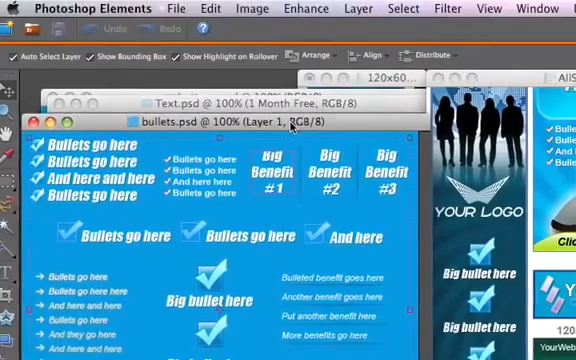 Photoshop Elements File Edit Image Enhance Layer Select Filter View Window
Undo Redo
Auto Select Layer Show Bounding Box Show Highlight on Rollover Arrange Align Distribute
120x60...
AllS
Text.psd @ 100% (1 Month Free, RGB/8)
bullets.psd @ 100% (Layer 1, RGB/8)
Bullets go here
Bullets go here
And here and here
Bullets go here
Bullets go here
Bullets go here
And here and here
Bullets go here
Big Benefit #1
Big Benefit #2
Big Benefit #3
Bullets go here
Bullets go here
And here
Bullets go here
Bullets go here
And here and here
Bullets go here
And they go here
And here and here
Big bullet here
Bulleted benefit goes here
Another benefit goes here
Put another benefit here
More benefits go here
YOUR LOGO
Big bullet here
Big bullet here
Bullets
Bullets
And her
Bullets
Clic
Y
120
YourWeb